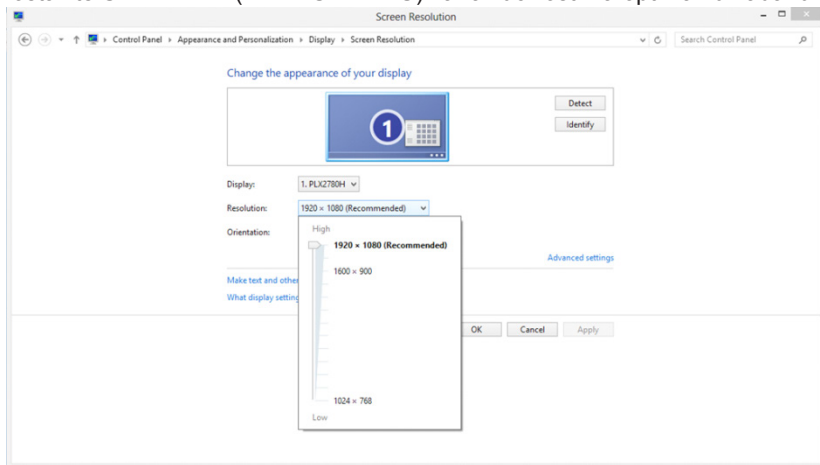 Screen Resolution
Control Panel Appearance and Personalization Display Screen Resolution
Search Control Panel
Change the appearance of your display
1
Detect
Identify
Display: 1. PLX2780H
Resolution: 1920 × 1080 (Recommended)
Orientation:
High
1920 × 1080 (Recommended)
1600 × 900
1024 × 768
Low
Advanced settings
Make text and other
What display setting
OK Cancel Apply